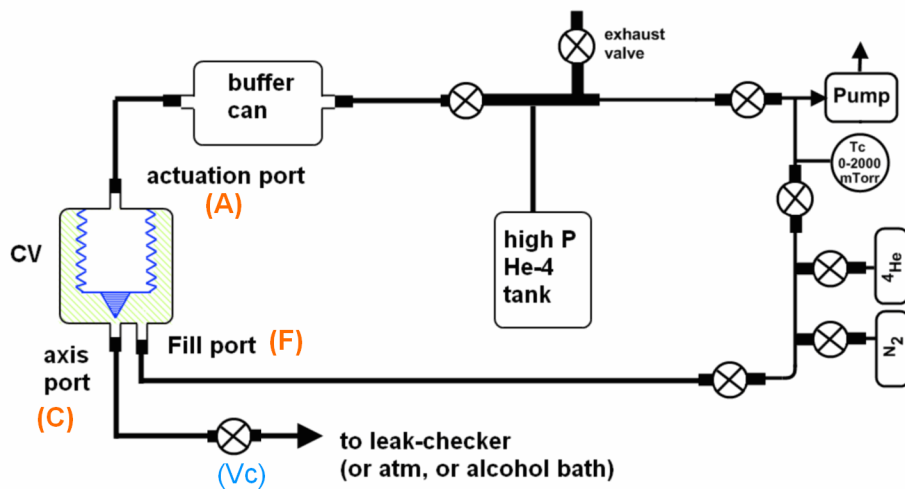 exhaust
valve
buffer
can
Pump
Tc
0-2000
mTorr
actuation port
(A)
high P
He-4
tank
CV
4He
N2
Fill port (F)
axis
port
(C)
to leak-checker
(or atm, or alcohol bath)
(Vc)